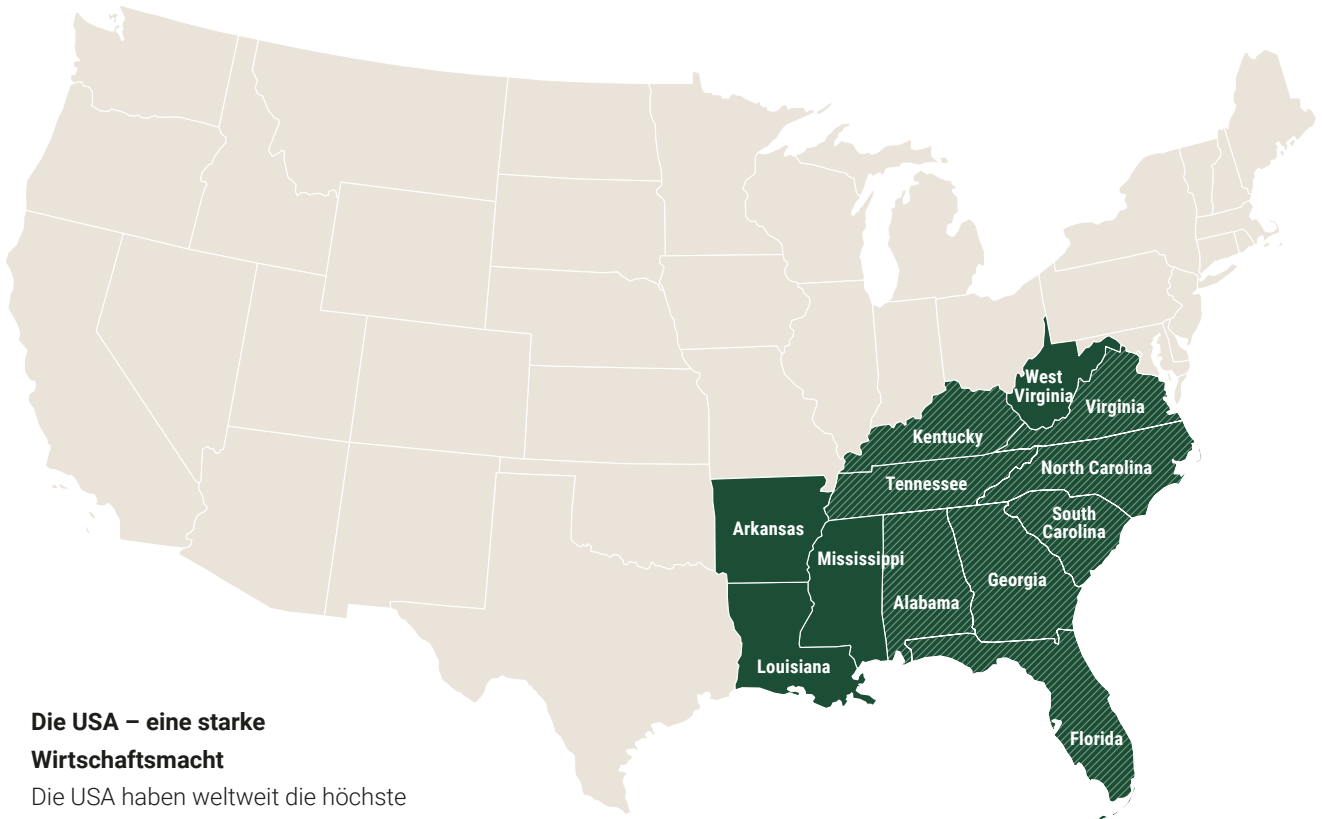 West
Virginia
Virginia
Kentucky
North Carolina
Tennessee
South
Carolina
Arkansas
Mississippi
Georgia
Alabama
Louisiana
Florida
Die USA – eine starke
Wirtschaftsmacht
Die USA haben weltweit die höchste